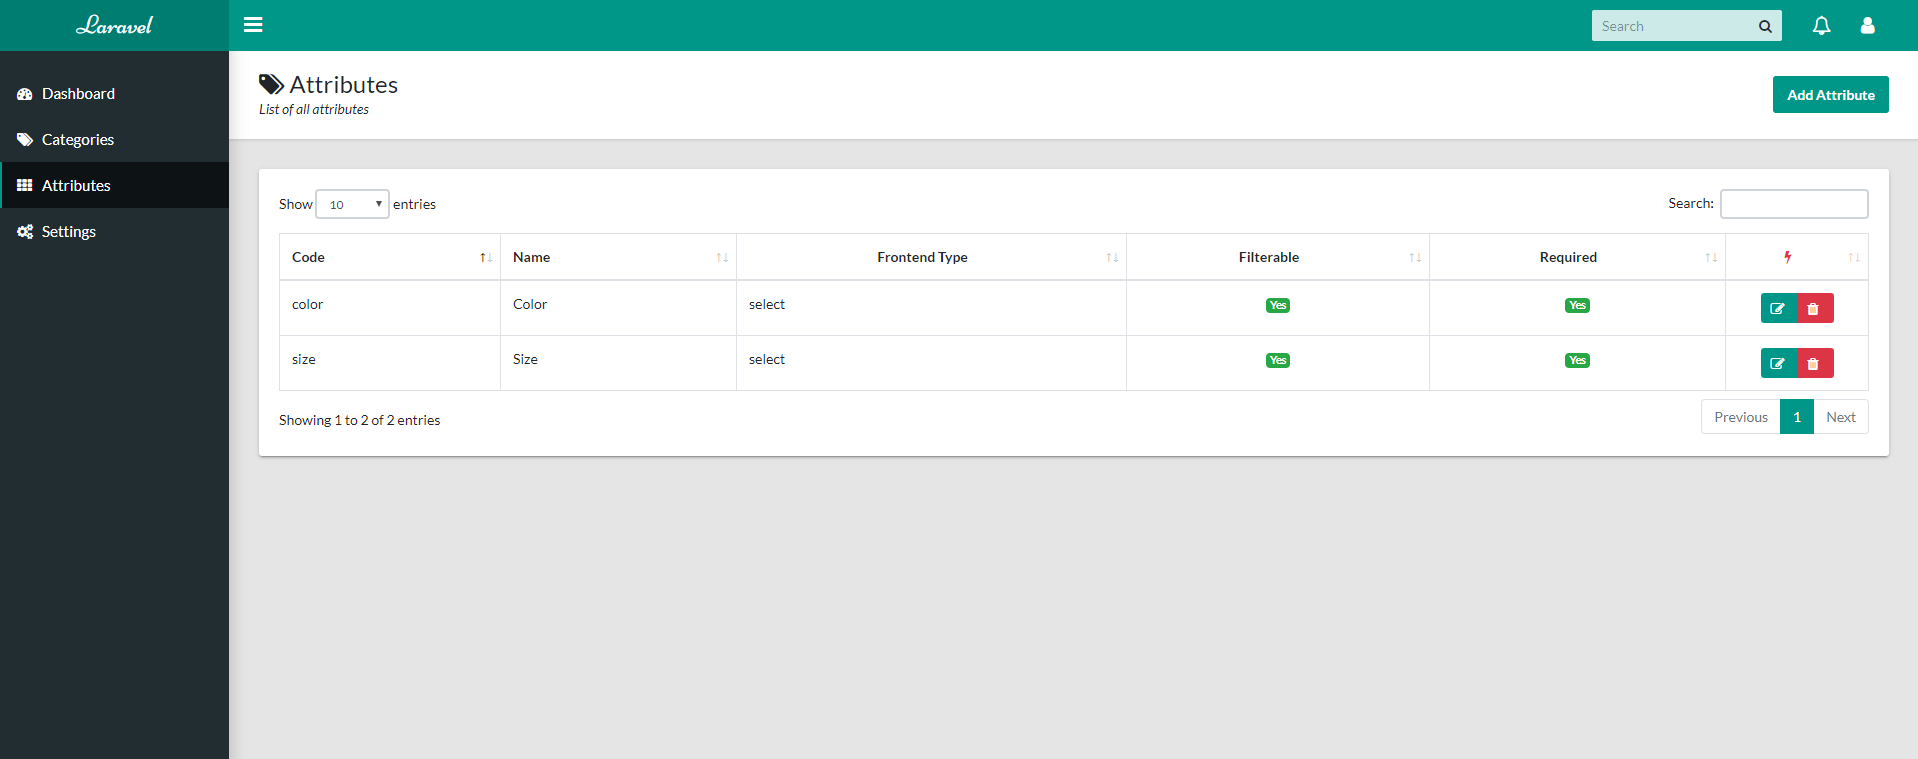 Laravel
Search
Dashboard
Categories
Attributes
Settings
Attributes
List of all attributes
Add Attribute
Show 10 entries
Search:
Code Name Frontend Type Filterable Required
color Color select Yes Yes
size Size select Yes Yes
Showing 1 to 2 of 2 entries
Previous 1 Next